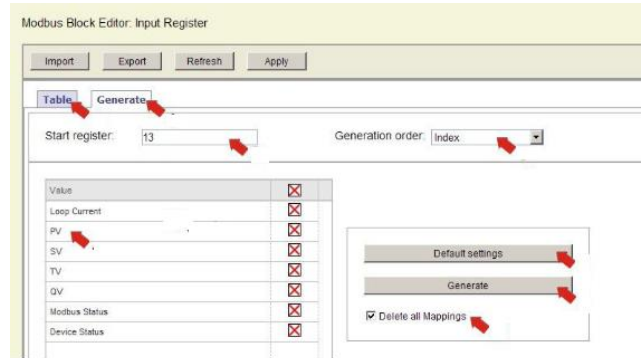 Modbus Block Editor: Input Register
Import Export Refresh Apply
Table Generate
Start register: 13 Generation order: Index
Value
Loop Current
PV
SV
TV
QV
Modbus Status
Device Status
Default settings
Generate
Delete all Mappings